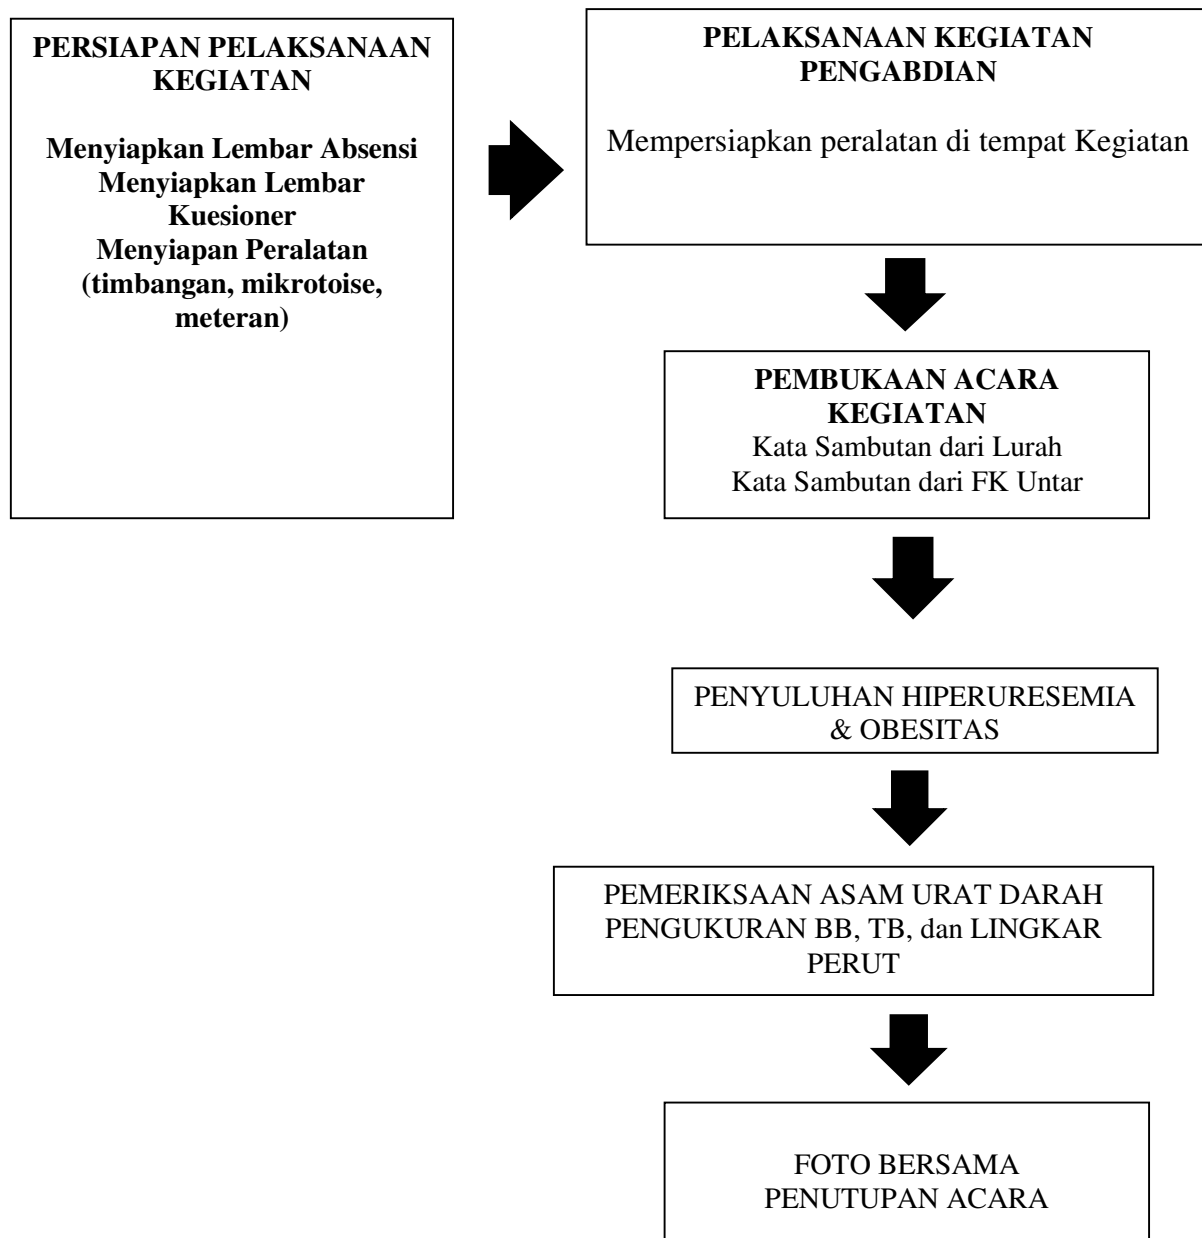 PERSIAPAN PELAKSANAAN
KEGIATAN
Menyiapkan Lembar Absensi
Menyiapkan Lembar
Kuesioner
Menyiapan Peralatan
(timbangan, mikrotoise,
meteran)
PELAKSANAAN KEGIATAN
PENGABDIAN
Mempersiapkan peralatan di tempat Kegiatan
PEMBUKAAN ACARA
KEGIATAN
Kata Sambutan dari Lurah
Kata Sambutan dari FK Untar
PENYULUHAN HIPERURESEMIA
& OBESITAS
PEMERIKSAAN ASAM URAT DARAH
PENGUKURAN BB, TB, dan LINGKAR
PERUT
FOTO BERSAMA
PENUTUPAN ACARA